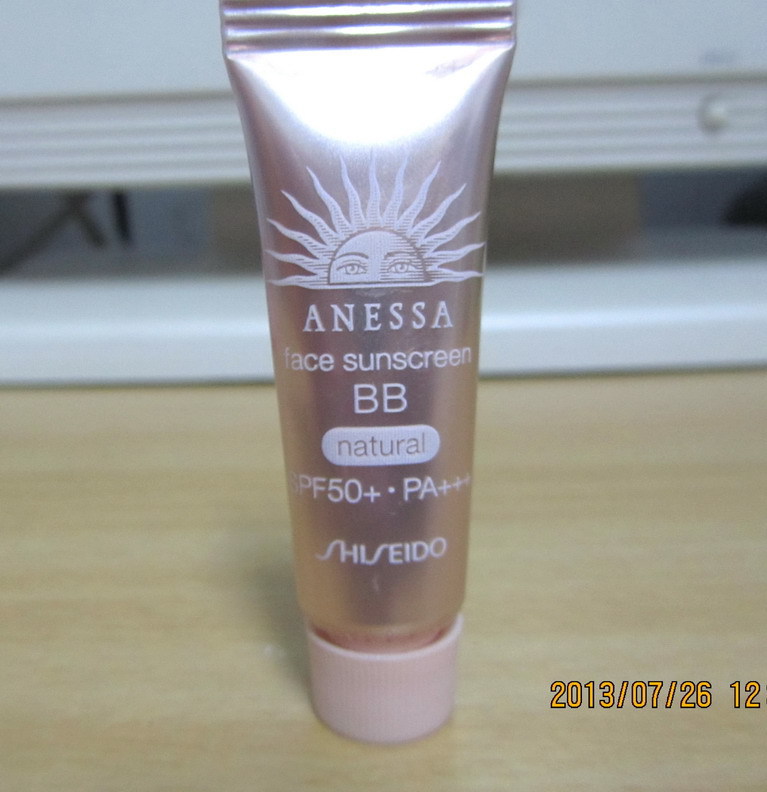 ANESSA
face sunscreen
BB
natural
SPF50+・PA+++
SHISEIDO
2013/07/26 12